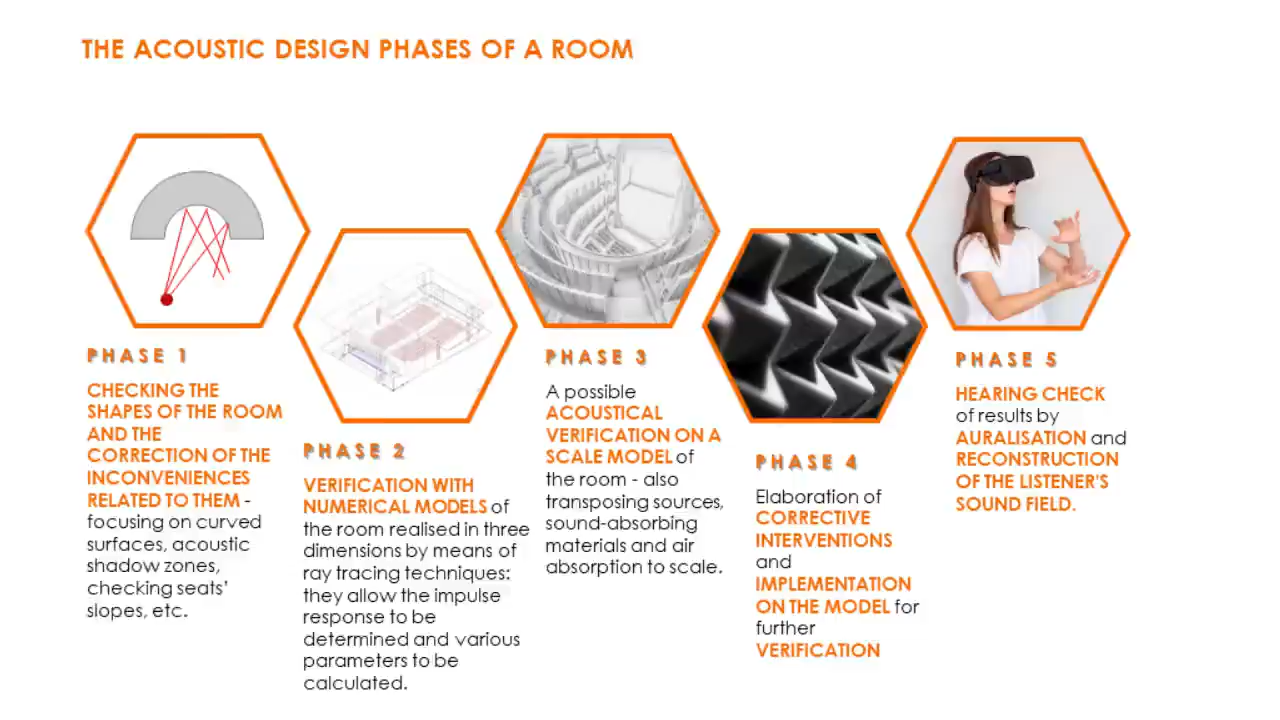 THE ACOUSTIC DESIGN PHASES OF A ROOM
PHASE 1
CHECKING THE
SHAPES OF THE ROOM
AND THE
CORRECTION OF THE
INCONVENIENCES
RELATED TO THEM -
focusing on curved
surfaces, acoustic
shadow zones,
checking seats'
slopes, etc.
PHASE 2
VERIFICATION WITH
NUMERICAL MODELS of
the room realised in three
dimensions by means of
ray tracing techniques:
they allow the impulse
response to be
determined and various
parameters to be
calculated.
PHASE 3
A possible
ACOUSTICAL
VERIFICATION ON A
SCALE MODEL of
the room - also
transposing sources,
sound-absorbing
materials and air
absorption to scale.
PHASE 4
Elaboration of
CORRECTIVE
INTERVENTIONS
and
IMPLEMENTATION
ON THE MODEL for
further
VERIFICATION
PHASE 5
HEARING CHECK
of results by
AURALISATION and
RECONSTRUCTION
OF THE LISTENER'S
SOUND FIELD.